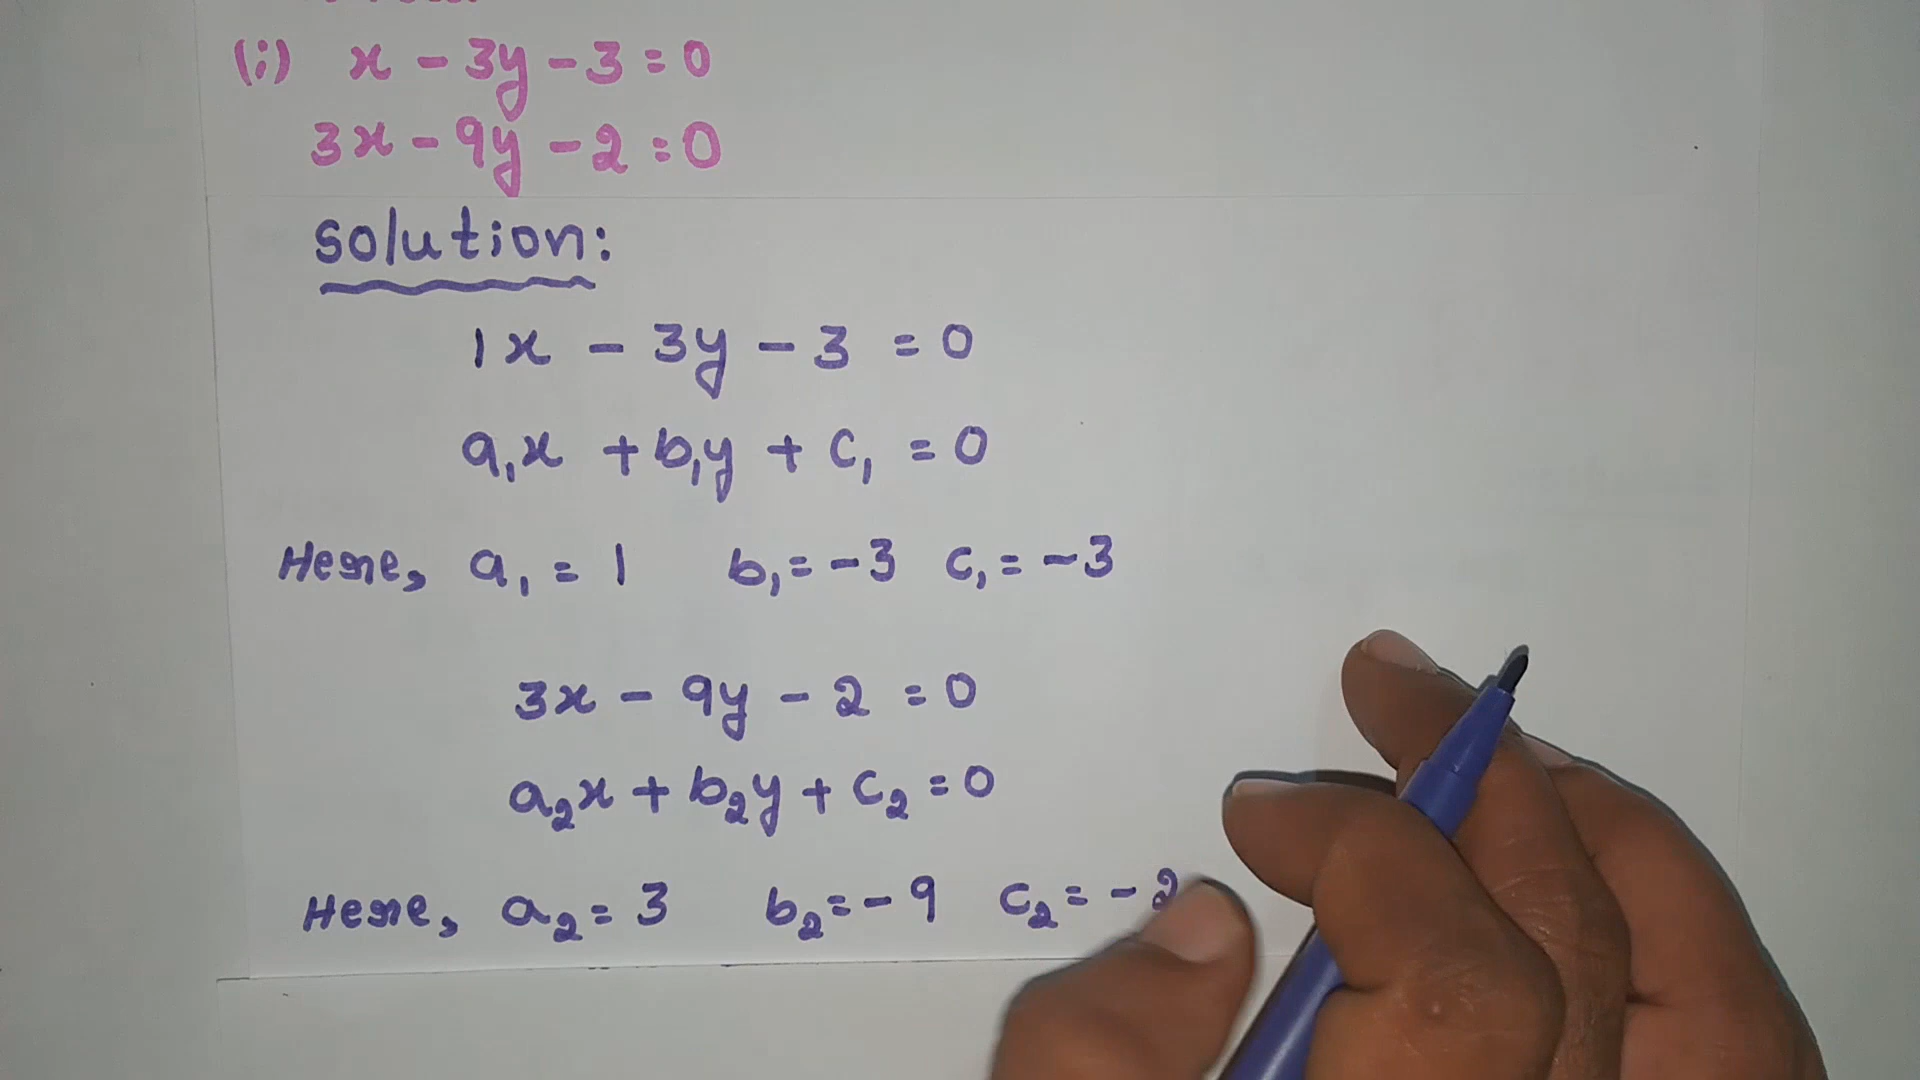 (i) x - 3y - 3 = 0
3x - 9y - 2 = 0
Solution:
1x - 3y - 3 = 0
a₁x + b₁y + c₁ = 0
Here, a₁ = 1 b₁ = -3 c₁ = -3
3x - 9y - 2 = 0
a₂x + b₂y + c₂ = 0
Here, a₂ = 3 b₂ = -9 c₂ = -2